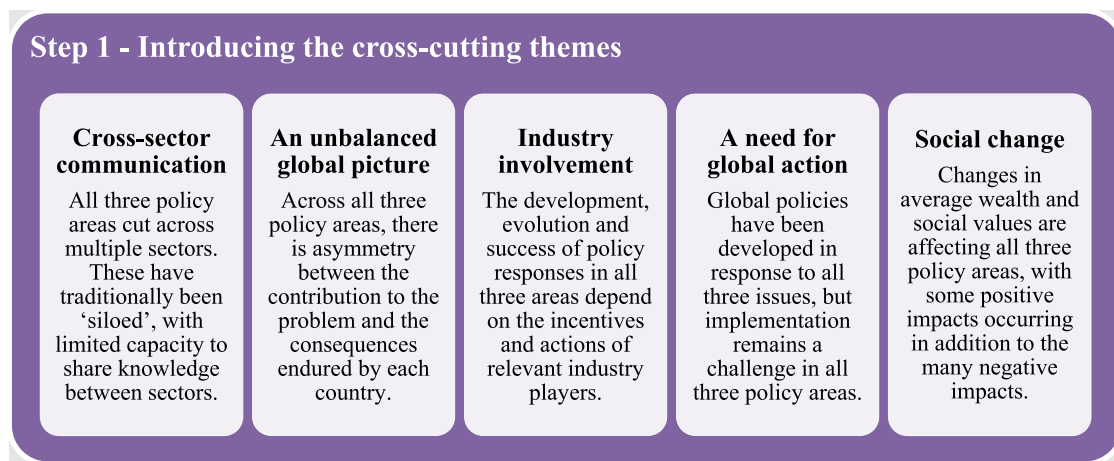 Step 1 - Introducing the cross-cutting themes
Cross-sector
communication
All three policy
areas cut across
multiple sectors.
These have
traditionally been
‘siloed’, with
limited capacity to
share knowledge
between sectors.
An unbalanced
global picture
Across all three
policy areas, there
is asymmetry
between the
contribution to the
problem and the
consequences
endured by each
country.
Industry
involvement
The development,
evolution and
success of policy
responses in all
three areas depend
on the incentives
and actions of
relevant industry
players.
A need for
global action
Global policies
have been
developed in
response to all
three issues, but
implementation
remains a
challenge in all
three policy areas.
Social change
Changes in
average wealth and
social values are
affecting all three
policy areas, with
some positive
impacts occurring
in addition to the
many negative
impacts.